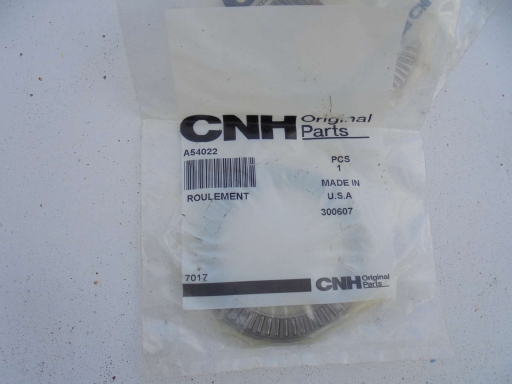 CNH Original Parts
A54022
PCS
1
ROULEMENT
MADE IN
U.S.A
300607
7017
CNH Original Parts